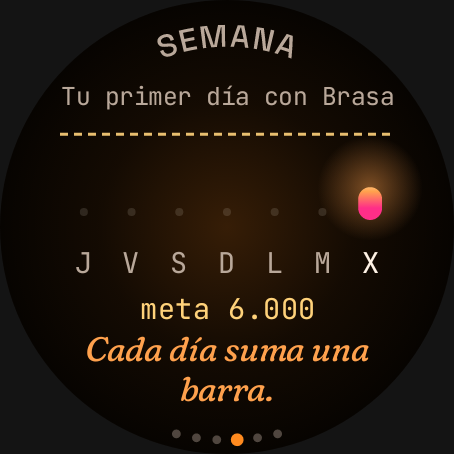 SEMANA
Tu primer día con Brasa
J V S D L M X
meta 6.000
Cada día suma una
barra.